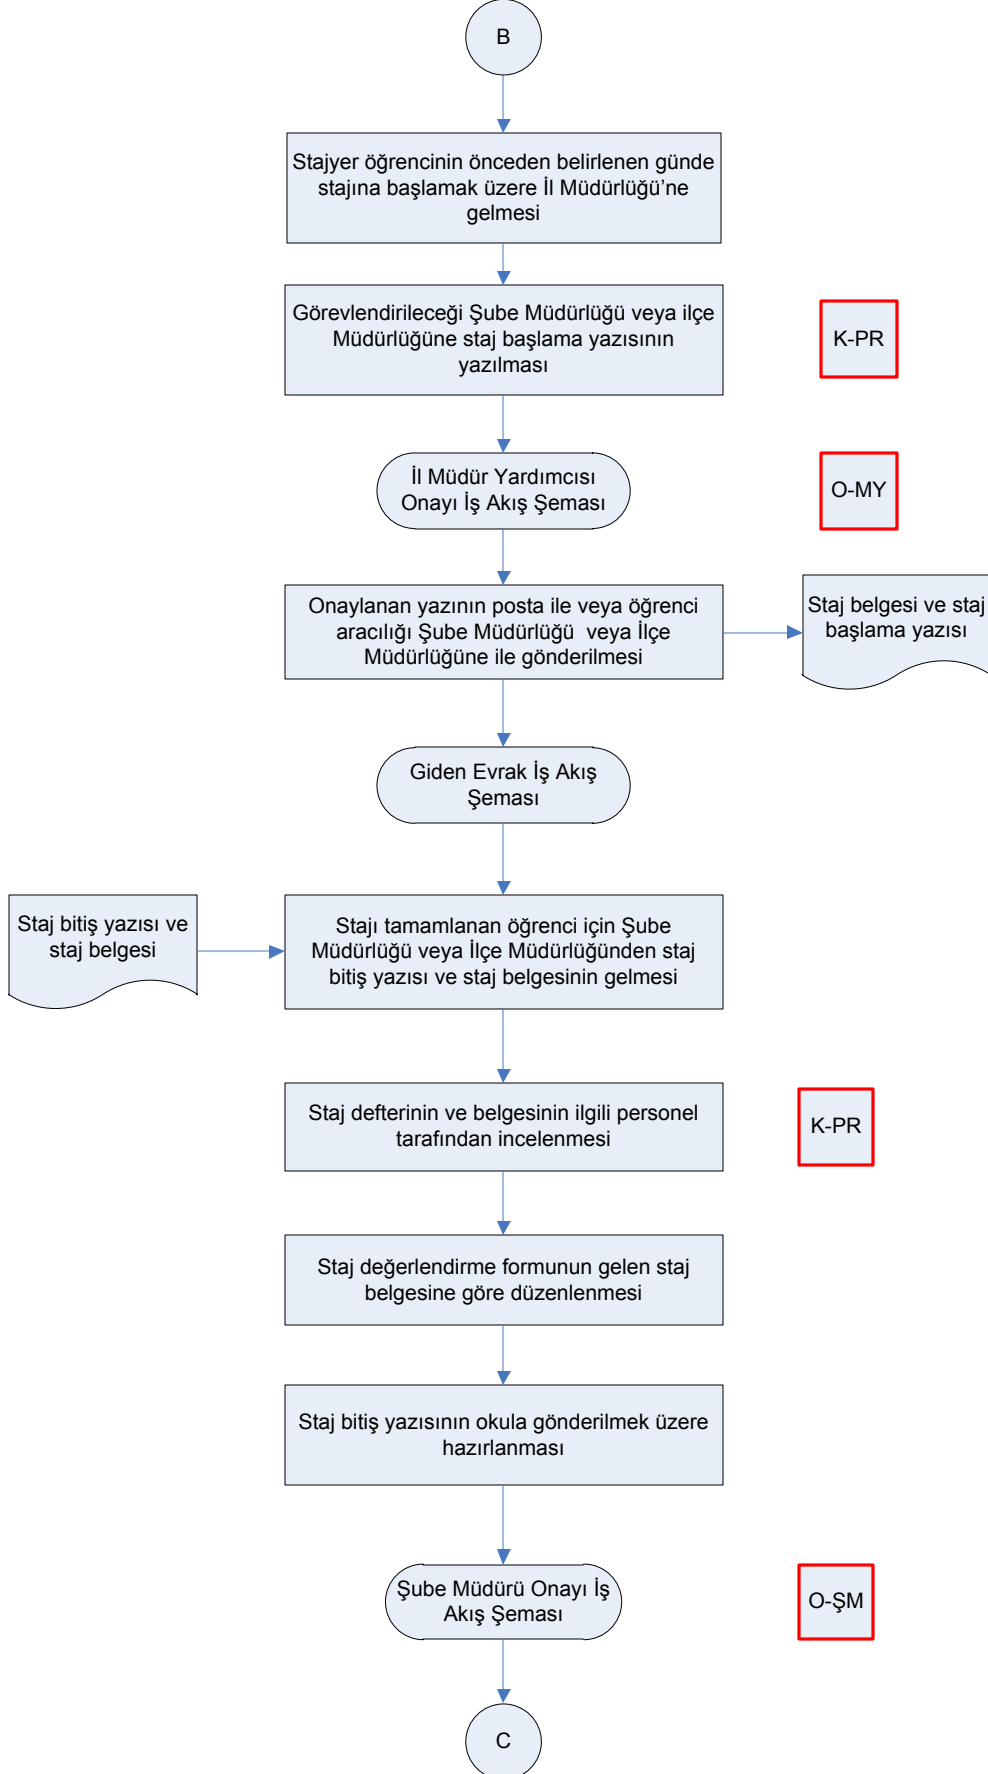 B
Stajyer öğrencinin önceden belirlenen günde
stajına başlamak üzere İl Müdürlüğü’ne
gelmesi
Görevlendirileceği Şube Müdürlüğü veya ilçe
Müdürlüğüne staj başlama yazısının
yazılması
K-PR
İl Müdür Yardımcısı
Onayı İş Akış Şeması
O-MY
Onaylanan yazının posta ile veya öğrenci
aracılığı Şube Müdürlüğü  veya İlçe
Müdürlüğüne ile gönderilmesi
Staj belgesi ve staj
başlama yazısı
Giden Evrak İş Akış
Şeması
Staj bitiş yazısı ve
staj belgesi
Stajı tamamlanan öğrenci için Şube
Müdürlüğü veya İlçe Müdürlüğünden staj
bitiş yazısı ve staj belgesinin gelmesi
Staj defterinin ve belgesinin ilgili personel
tarafından incelenmesi
K-PR
Staj değerlendirme formunun gelen staj
belgesine göre düzenlenmesi
Staj bitiş yazısının okula gönderilmek üzere
hazırlanması
Şube Müdürü Onayı İş
Akış Şeması
O-ŞM
C